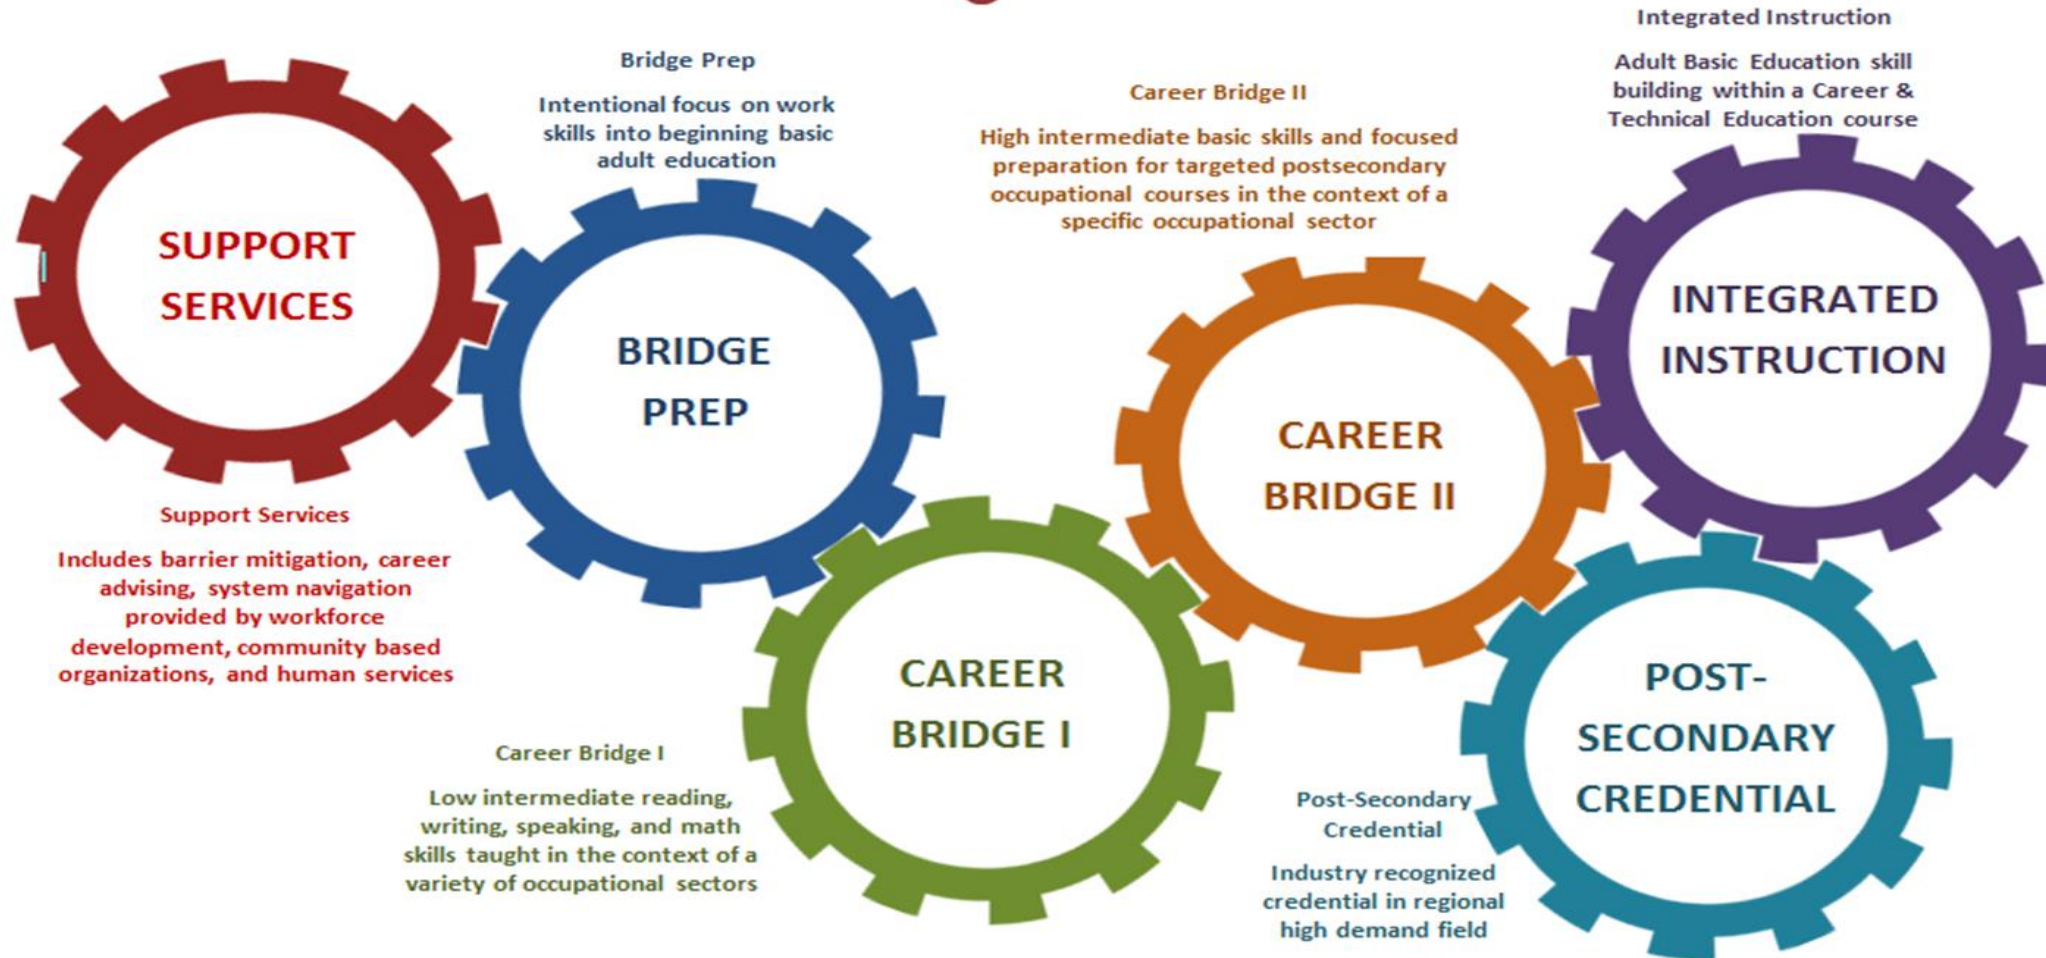 SUPPORT
SERVICES
Support Services
Includes barrier mitigation, career
advising, system navigation
provided by workforce
development, community based
organizations, and human services
Bridge Prep
Intentional focus on work
skills into beginning basic
adult education
BRIDGE
PREP
Career Bridge I
Low intermediate reading,
writing, speaking, and math
skills taught in the context of a
variety of occupational sectors
CAREER
BRIDGE I
Career Bridge II
High intermediate basic skills and focused
preparation for targeted postsecondary
occupational courses in the context of a
specific occupational sector
CAREER
BRIDGE II
Integrated Instruction
Adult Basic Education skill
building within a Career &
Technical Education course
INTEGRATED
INSTRUCTION
Post-Secondary
Credential
Industry recognized
credential in regional
high demand field
POST-
SECONDARY
CREDENTIAL